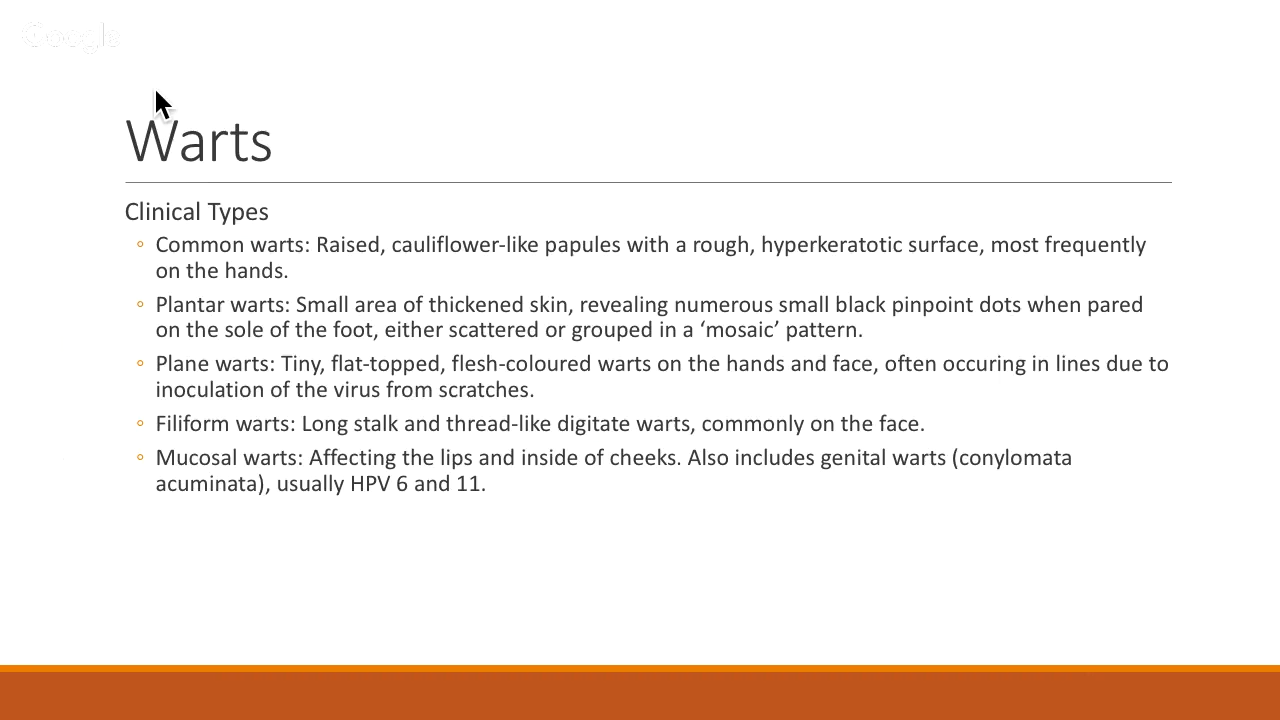 Google
Warts
Clinical Types
◦ Common warts: Raised, cauliflower-like papules with a rough, hyperkeratotic surface, most frequently
on the hands.
◦ Plantar warts: Small area of thickened skin, revealing numerous small black pinpoint dots when pared
on the sole of the foot, either scattered or grouped in a ‘mosaic’ pattern.
◦ Plane warts: Tiny, flat-topped, flesh-coloured warts on the hands and face, often occuring in lines due to
inoculation of the virus from scratches.
◦ Filiform warts: Long stalk and thread-like digitate warts, commonly on the face.
◦ Mucosal warts: Affecting the lips and inside of cheeks. Also includes genital warts (conylomata
acuminata), usually HPV 6 and 11.